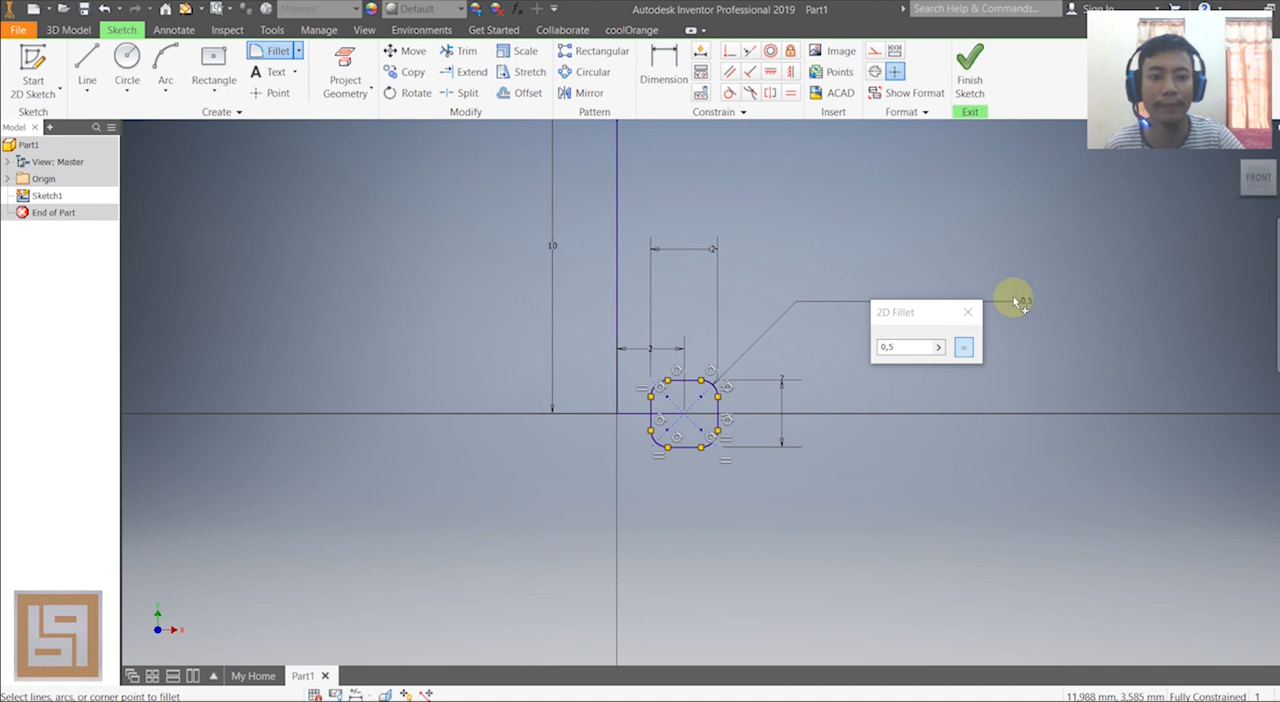 Material
Default
Autodesk Inventor Professional 2019 Part1
Search Help & Commands...
Sign In
File
3D Model
Sketch
Annotate
Inspect
Tools
Manage
View
Environments
Get Started
Collaborate
coolOrange
Start
2D Sketch
Line
Circle
Arc
Rectangle
Fillet
Text
Point
Project
Geometry
Move
Copy
Rotate
Trim
Extend
Split
Scale
Stretch
Offset
Rectangular
Circular
Mirror
Dimension
Image
Points
ACAD
Show Format
Finish
Sketch
Sketch
Create
Modify
Pattern
Constrain
Insert
Format
Exit
Model
Part1
View: Master
Origin
Sketch1
End of Part
FRONT
10
2
2
2
0,5
2D Fillet
0,5
Y
X
My Home
Part1
Select lines, arcs, or corner point to fillet
11,988 mm, 3,585 mm
Fully Constrained
1